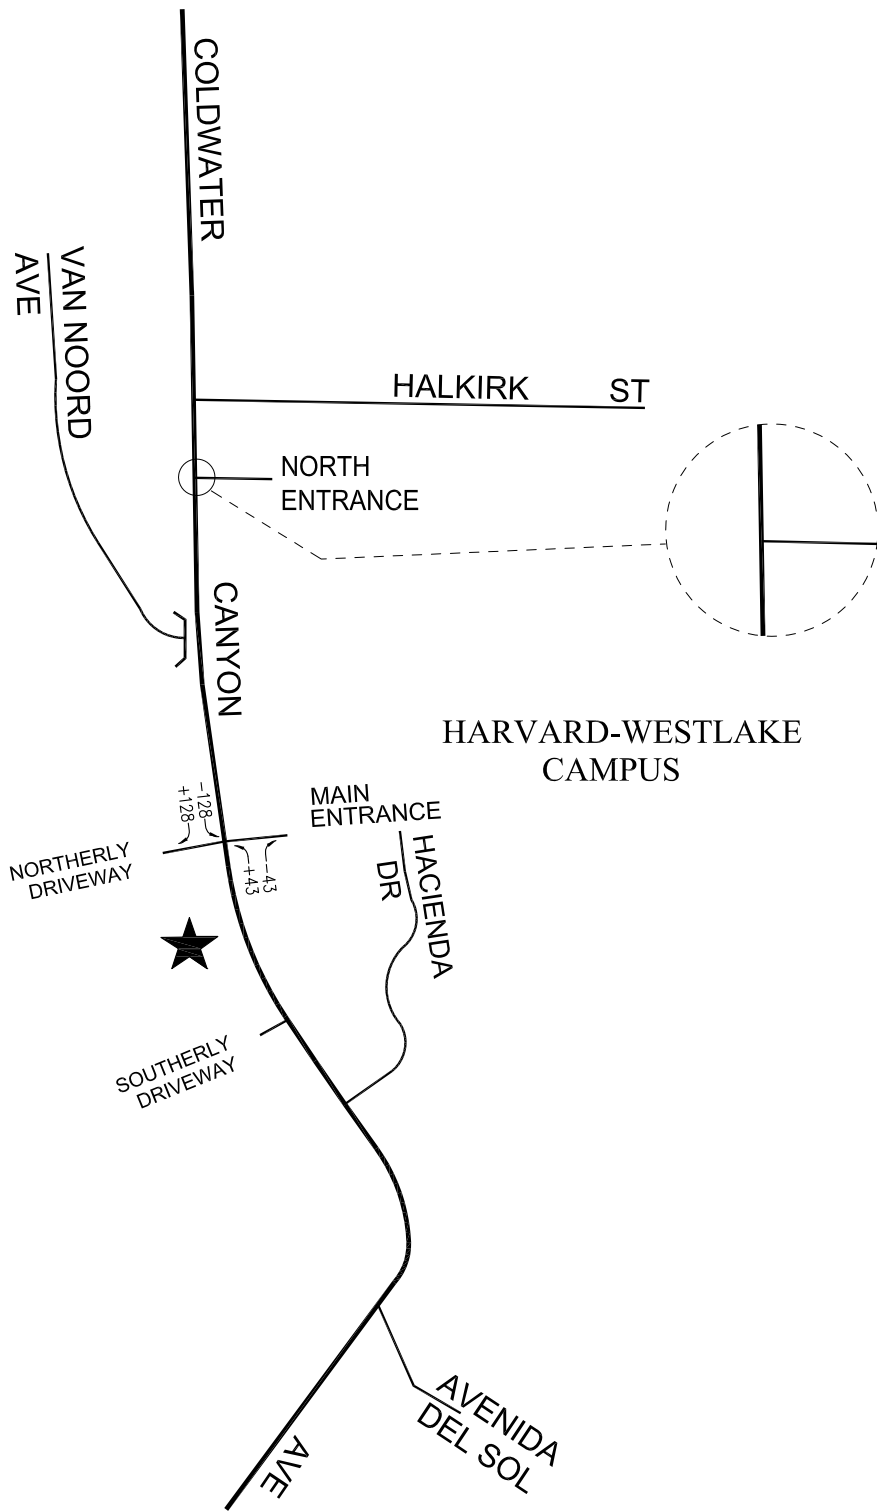 COLDWATER
VAN NOORD
AVE
HALKIRK ST
NORTH
ENTRANCE
CANYON
HARVARD-WESTLAKE
CAMPUS
-128
+128
MAIN
ENTRANCE
NORTHERLY
DRIVEWAY
-43
+43
HACIENDA
DR
SOUTHERLY
DRIVEWAY
AVENIDA
DEL SOL
AVE